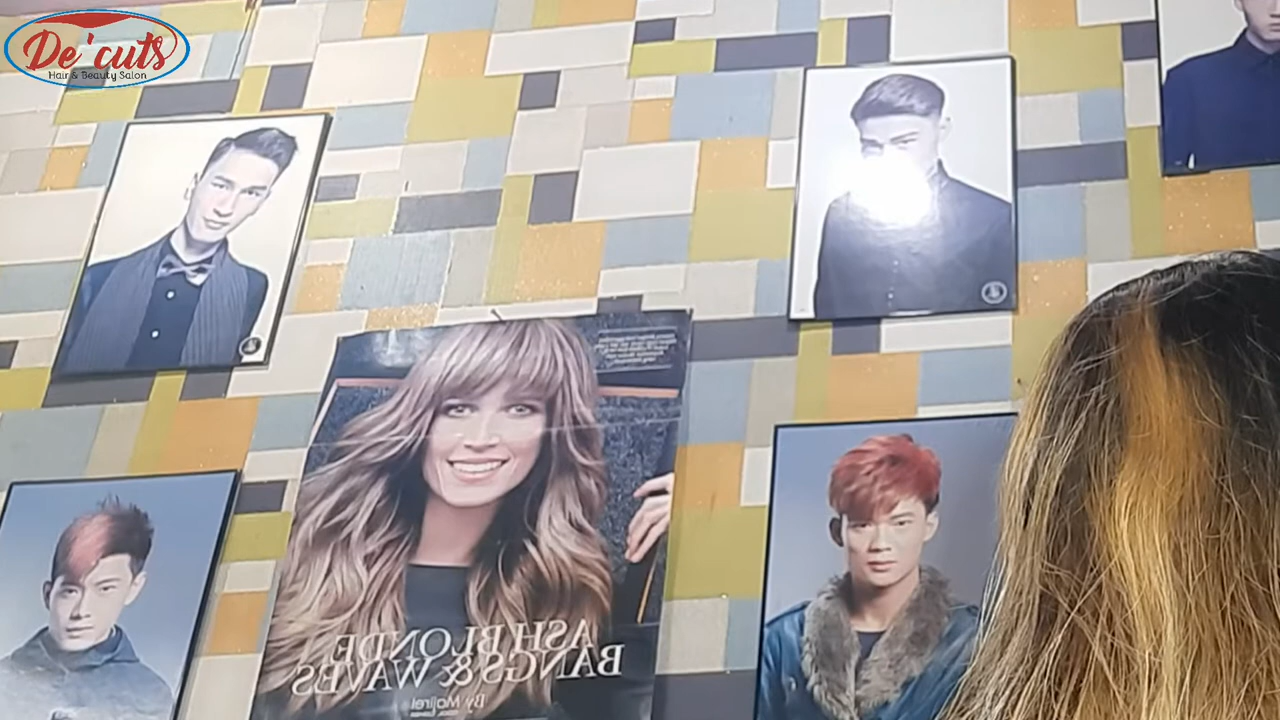 De'cuts
Hair & Beauty Salon
ASH BLONDE
BANGS & WAVES
By Majirel